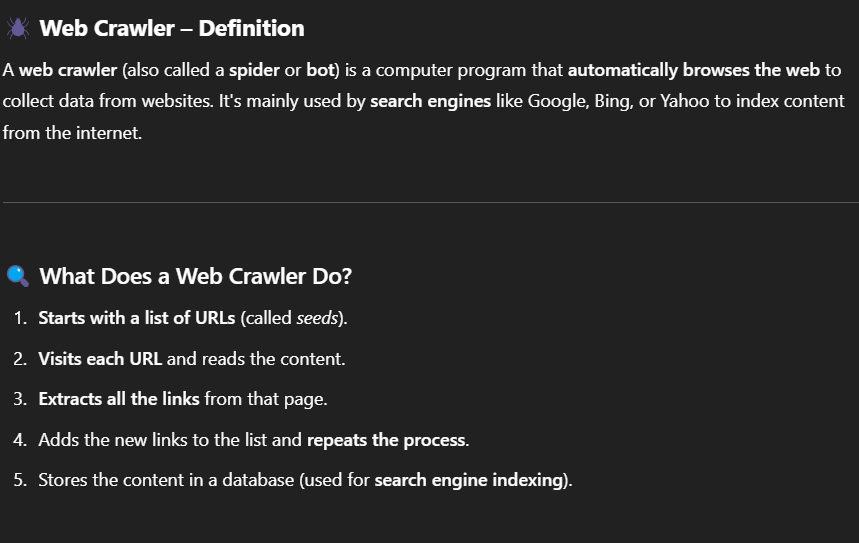 Web Crawler – Definition
A web crawler (also called a spider or bot) is a computer program that automatically browses the web to
collect data from websites. It's mainly used by search engines like Google, Bing, or Yahoo to index content
from the internet.
What Does a Web Crawler Do?
1. Starts with a list of URLs (called seeds).
2. Visits each URL and reads the content.
3. Extracts all the links from that page.
4. Adds the new links to the list and repeats the process.
5. Stores the content in a database (used for search engine indexing).